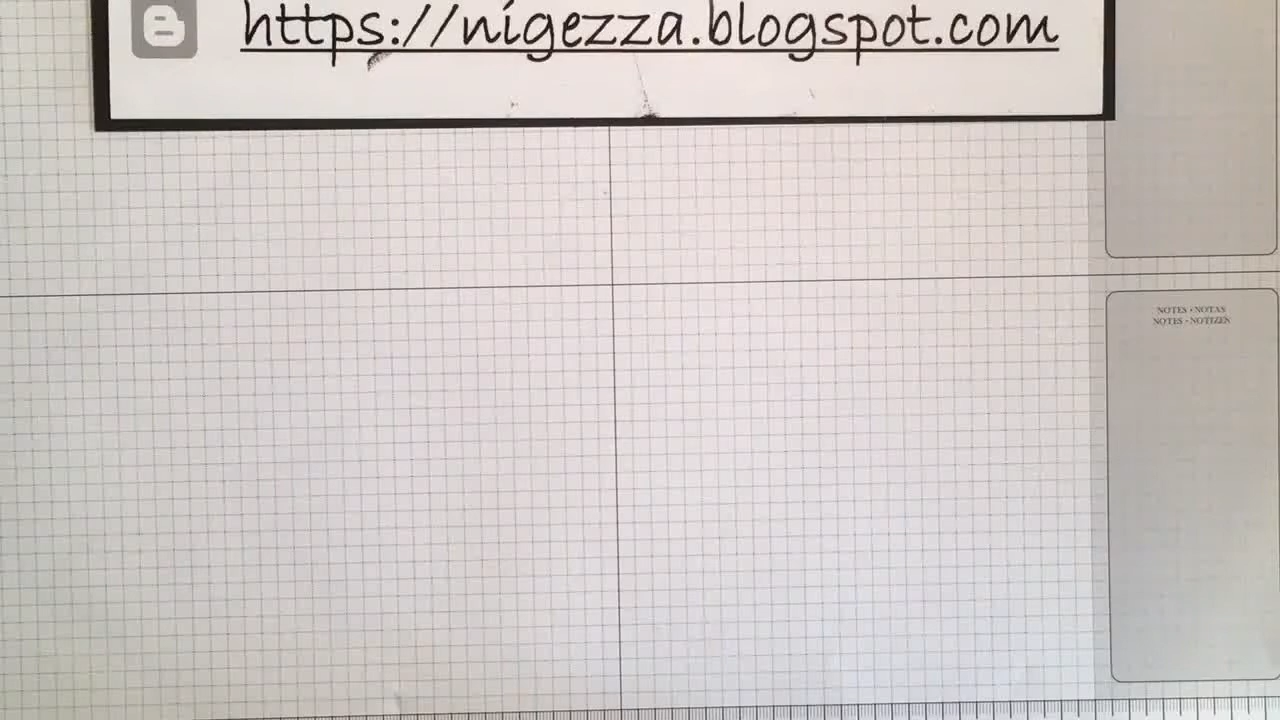 https://nigezza.blogspot.com
NOTES • NOTAS
NOTES • NOTIZEN